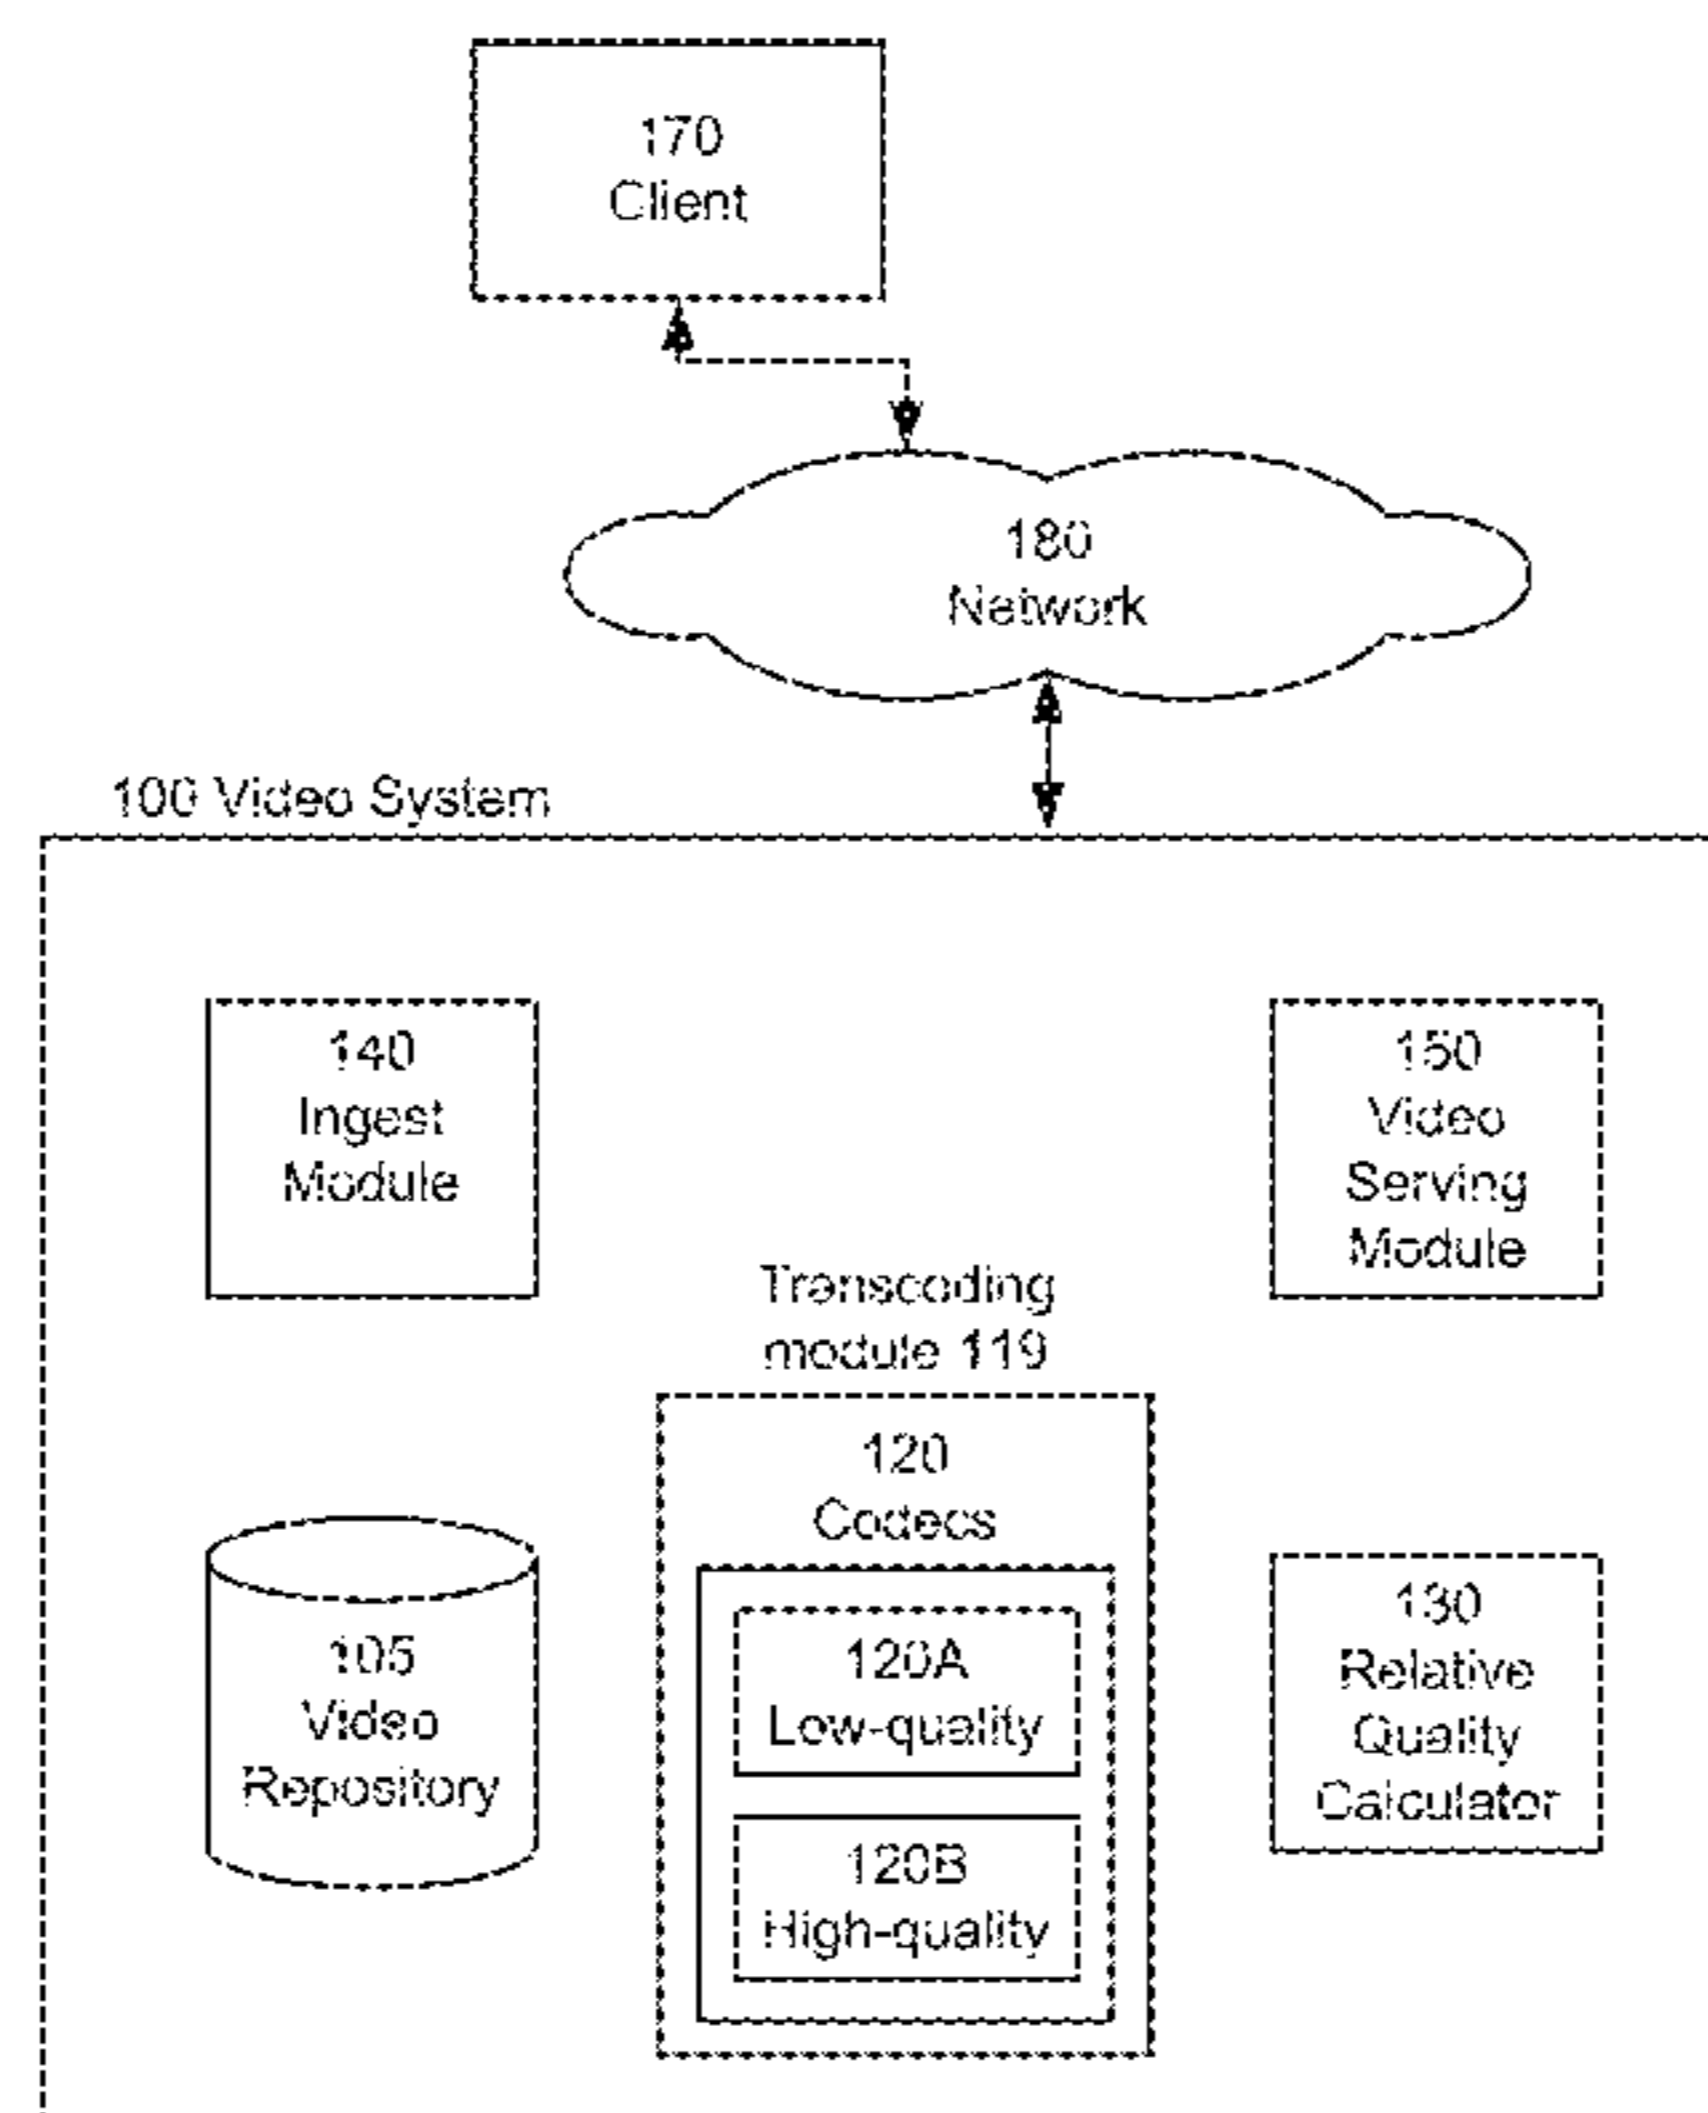 170
Client
180
Network
100 Video System
140
Ingest
Module
150
Video
Serving
Module
Transcoding
module 119
120
Codecs
105
Video
Repository
120A
Low-quality
120B
High-quality
130
Relative
Quality
Calculator